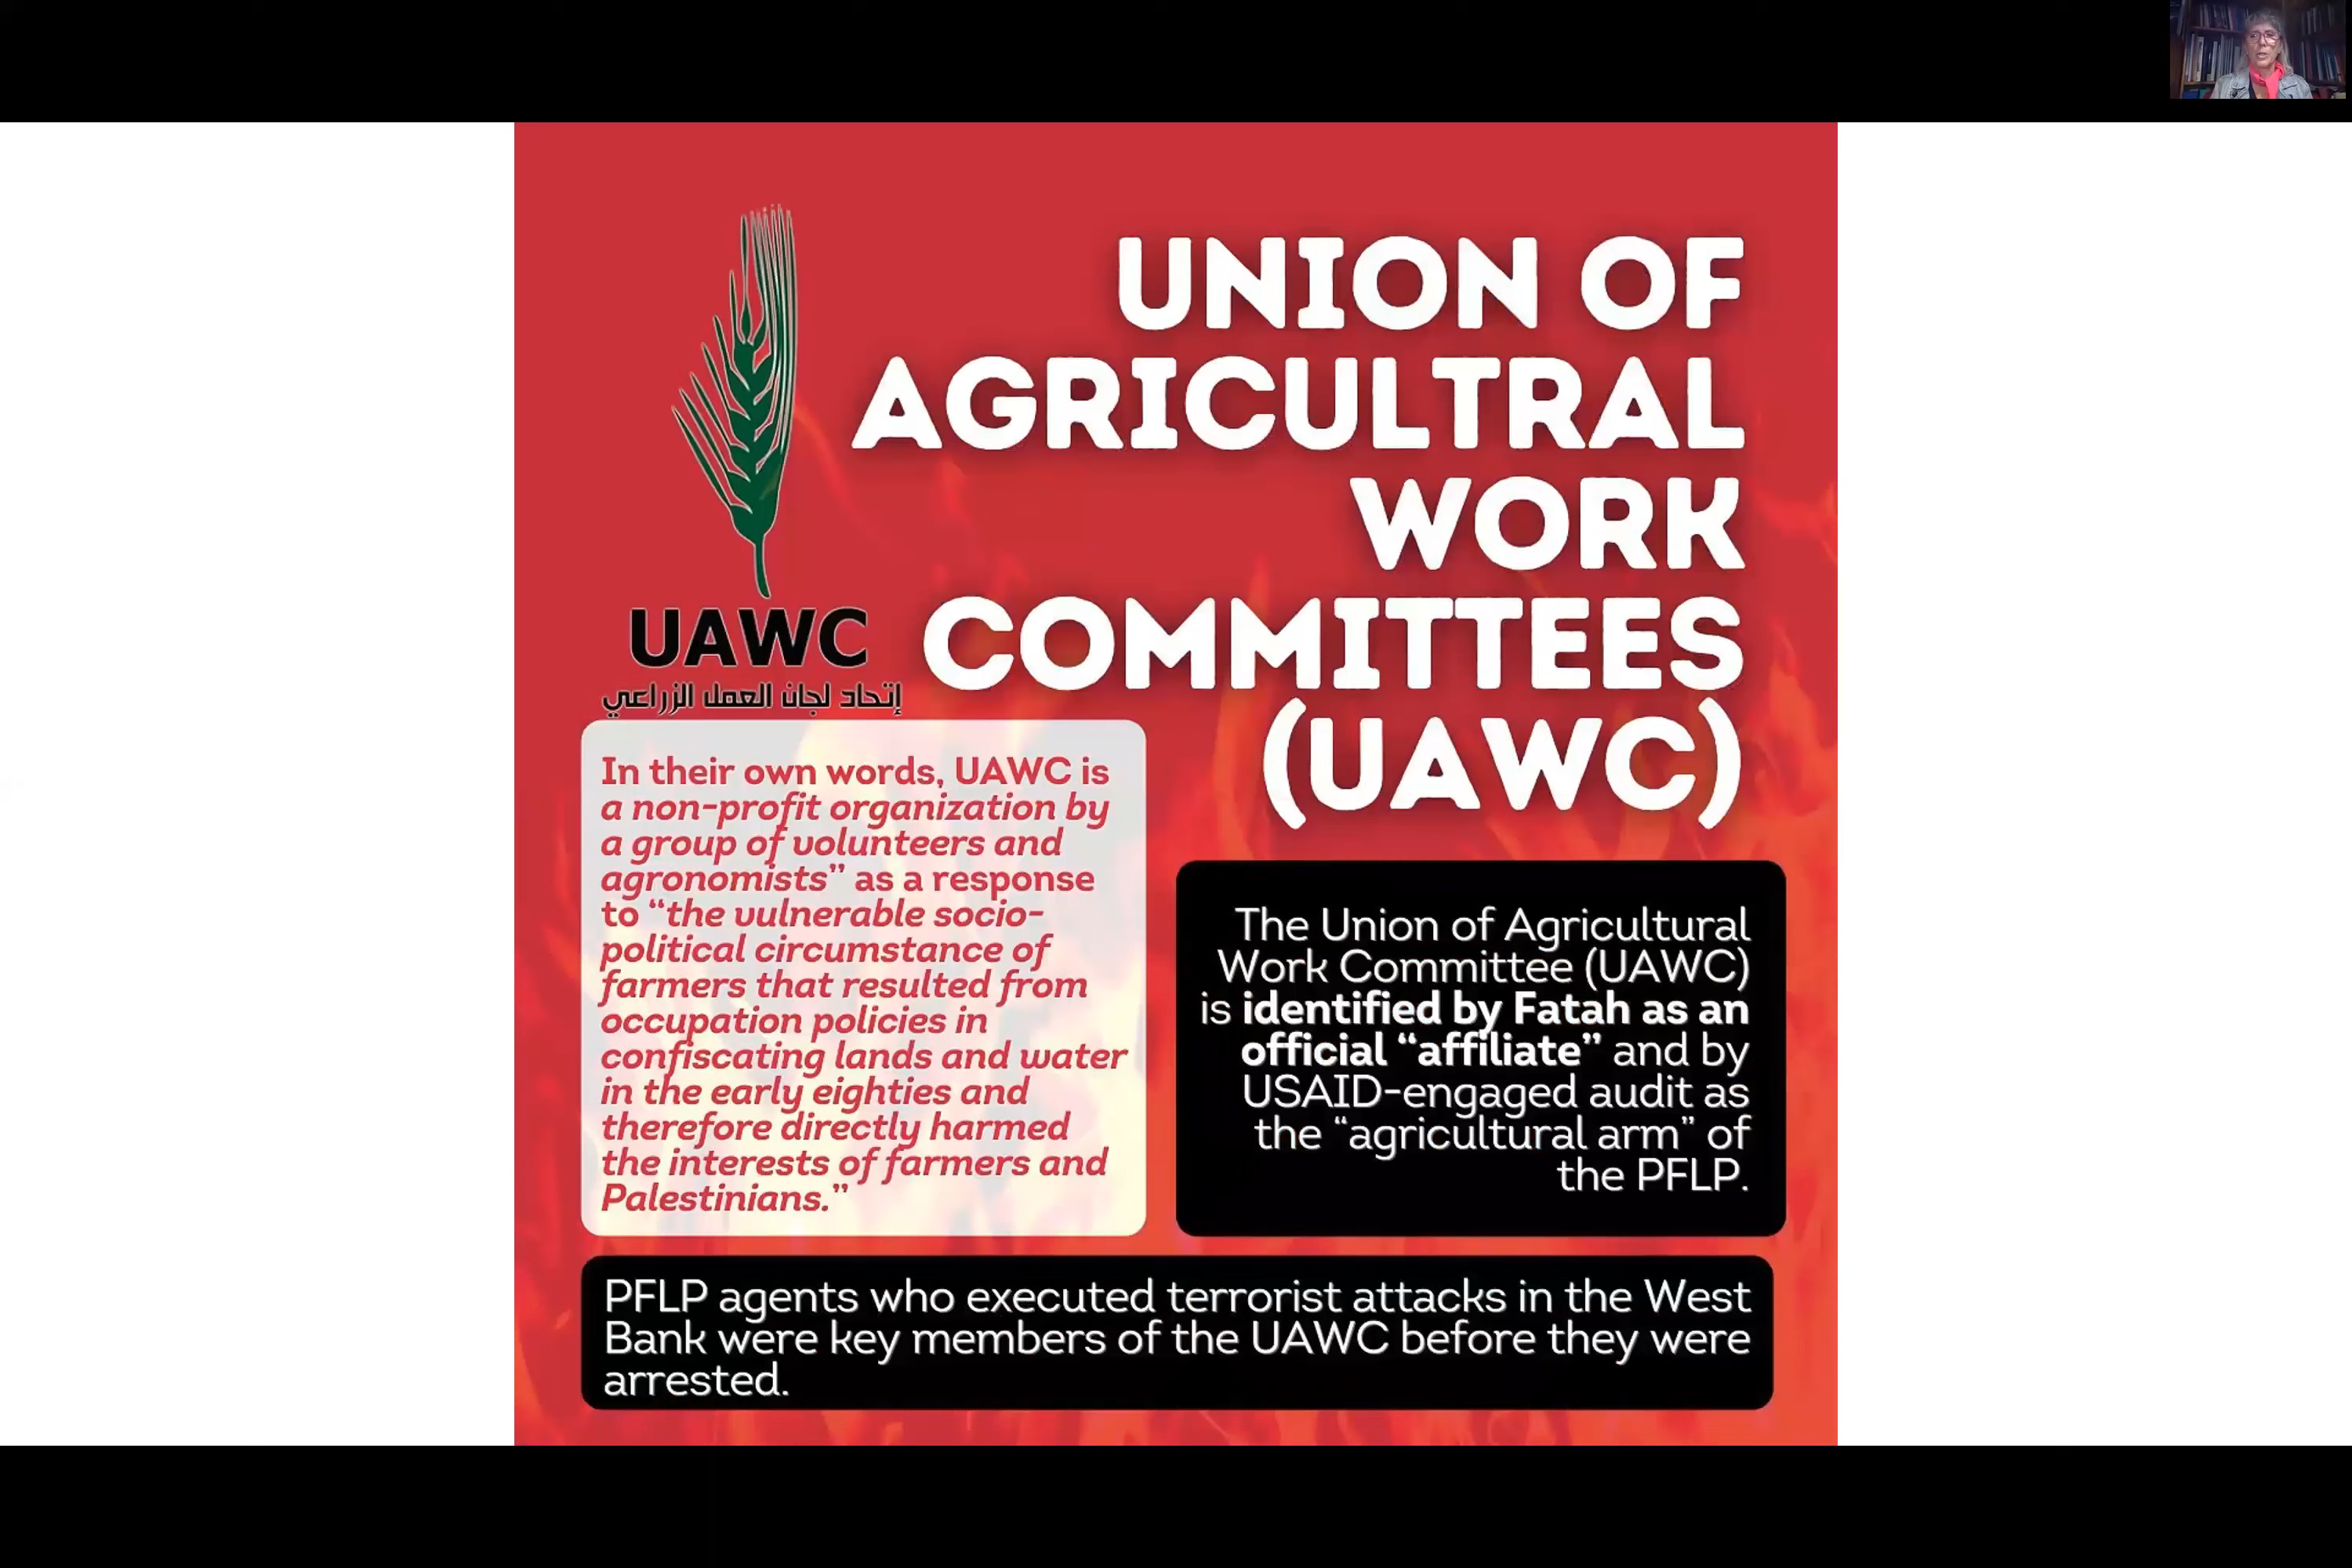 UNION OF
AGRICULTRAL
WORK
COMMITTEES
(UAWC)
UAWC
إتحاد لجان العمل الزراعي
In their own words, UAWC is
a non-profit organization by
a group of volunteers and
agronomists” as a response
to “the vulnerable socio-
political circumstance of
farmers that resulted from
occupation policies in
confiscating lands and water
in the early eighties and
therefore directly harmed
the interests of farmers and
Palestinians.”
The Union of Agricultural
Work Committee (UAWC)
is identified by Fatah as an
official “affiliate” and by
USAID-engaged audit as
the “agricultural arm” of
the PFLP.
PFLP agents who executed terrorist attacks in the West
Bank were key members of the UAWC before they were
arrested.